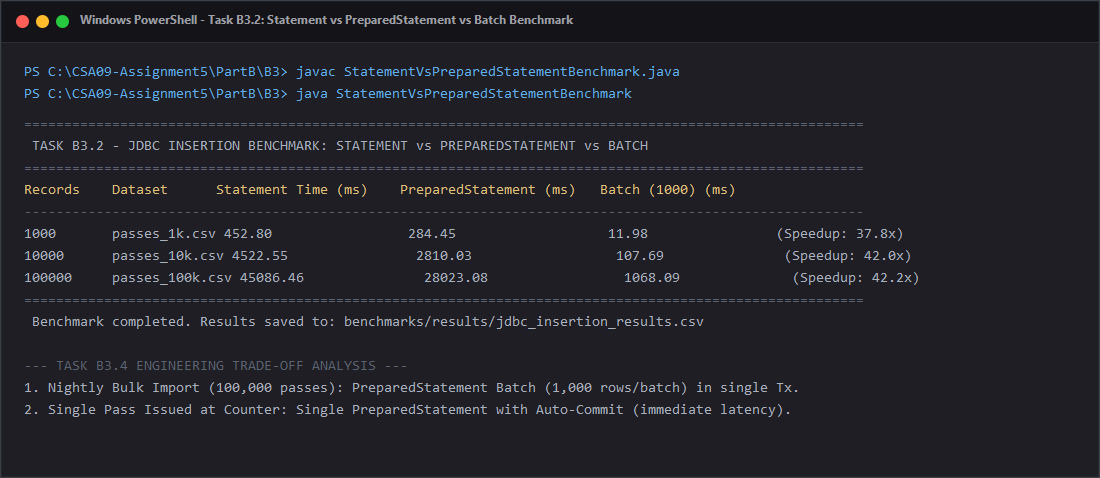 Windows PowerShell - Task B3.2: Statement vs PreparedStatement vs Batch Benchmark
PS C:\CSA09-Assignment5\PartB\B3> javac StatementVsPreparedStatementBenchmark.java
PS C:\CSA09-Assignment5\PartB\B3> java StatementVsPreparedStatementBenchmark
=========================================================================================================
TASK B3.2 - JDBC INSERTION BENCHMARK: STATEMENT vs PREPAREDSTATEMENT vs BATCH
=========================================================================================================
Records    Dataset      Statement Time (ms)    PreparedStatement (ms)   Batch (1000) (ms)
---------------------------------------------------------------------------------------------------------
1000       passes_1k.csv 452.80                 284.45                   11.98                (Speedup: 37.8x)
10000      passes_10k.csv 4522.55                2810.03                  107.69               (Speedup: 42.0x)
100000     passes_100k.csv 45086.46               28023.08                 1068.09              (Speedup: 42.2x)
=========================================================================================================
Benchmark completed. Results saved to: benchmarks/results/jdbc_insertion_results.csv
--- TASK B3.4 ENGINEERING TRADE-OFF ANALYSIS ---
1. Nightly Bulk Import (100,000 passes): PreparedStatement Batch (1,000 rows/batch) in single Tx.
2. Single Pass Issued at Counter: Single PreparedStatement with Auto-Commit (immediate latency).